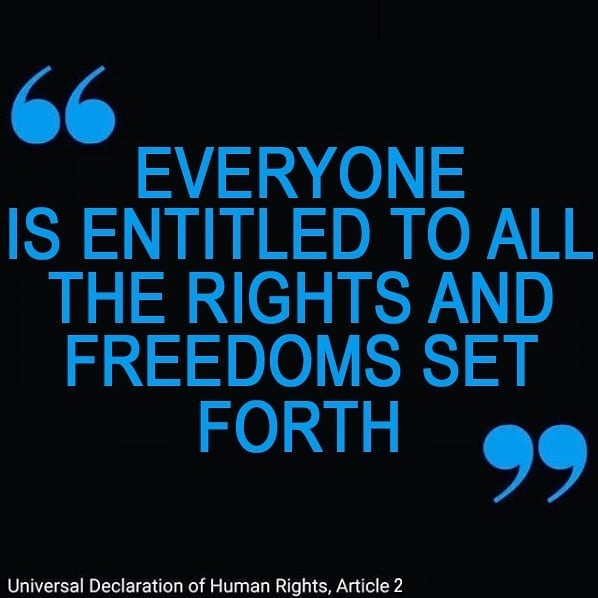 “
EVERYONE
IS ENTITLED TO ALL
THE RIGHTS AND
FREEDOMS SET
FORTH
”
Universal Declaration of Human Rights, Article 2